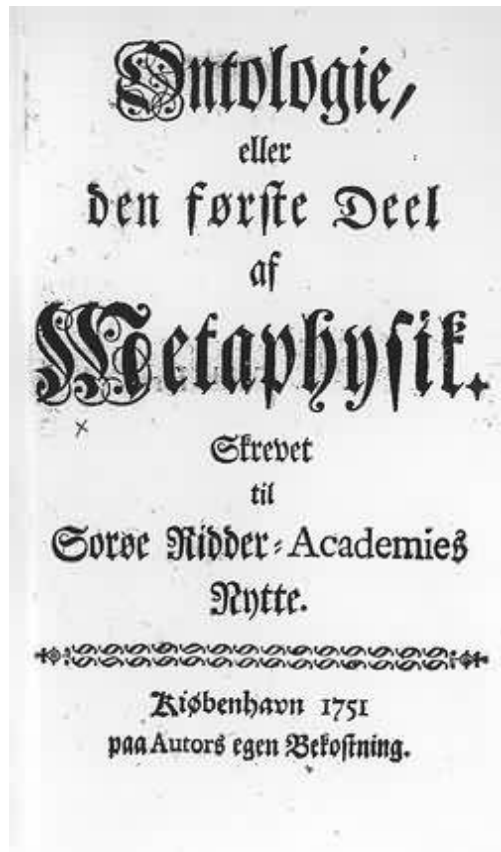 Ontologie,
eller
den første Deel
af
Metaphysik.
Skrevet
til
Sorøe Ridder-Academies
Nytte.
Kiøbenhavn 1751
paa Autors egen Bekostning.